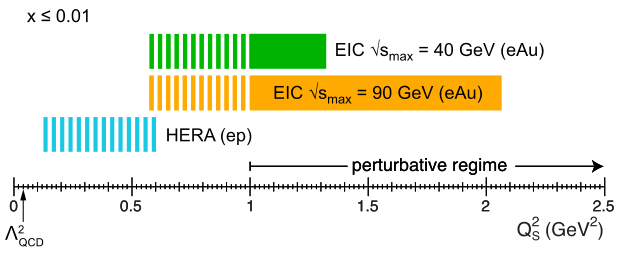 x ≤ 0.01
EIC √s_max = 40 GeV (eAu)
EIC √s_max = 90 GeV (eAu)
HERA (ep)
perturbative regime
0 0.5 1 1.5 2 2.5
Λ²_QCD
Q²_S (GeV²)